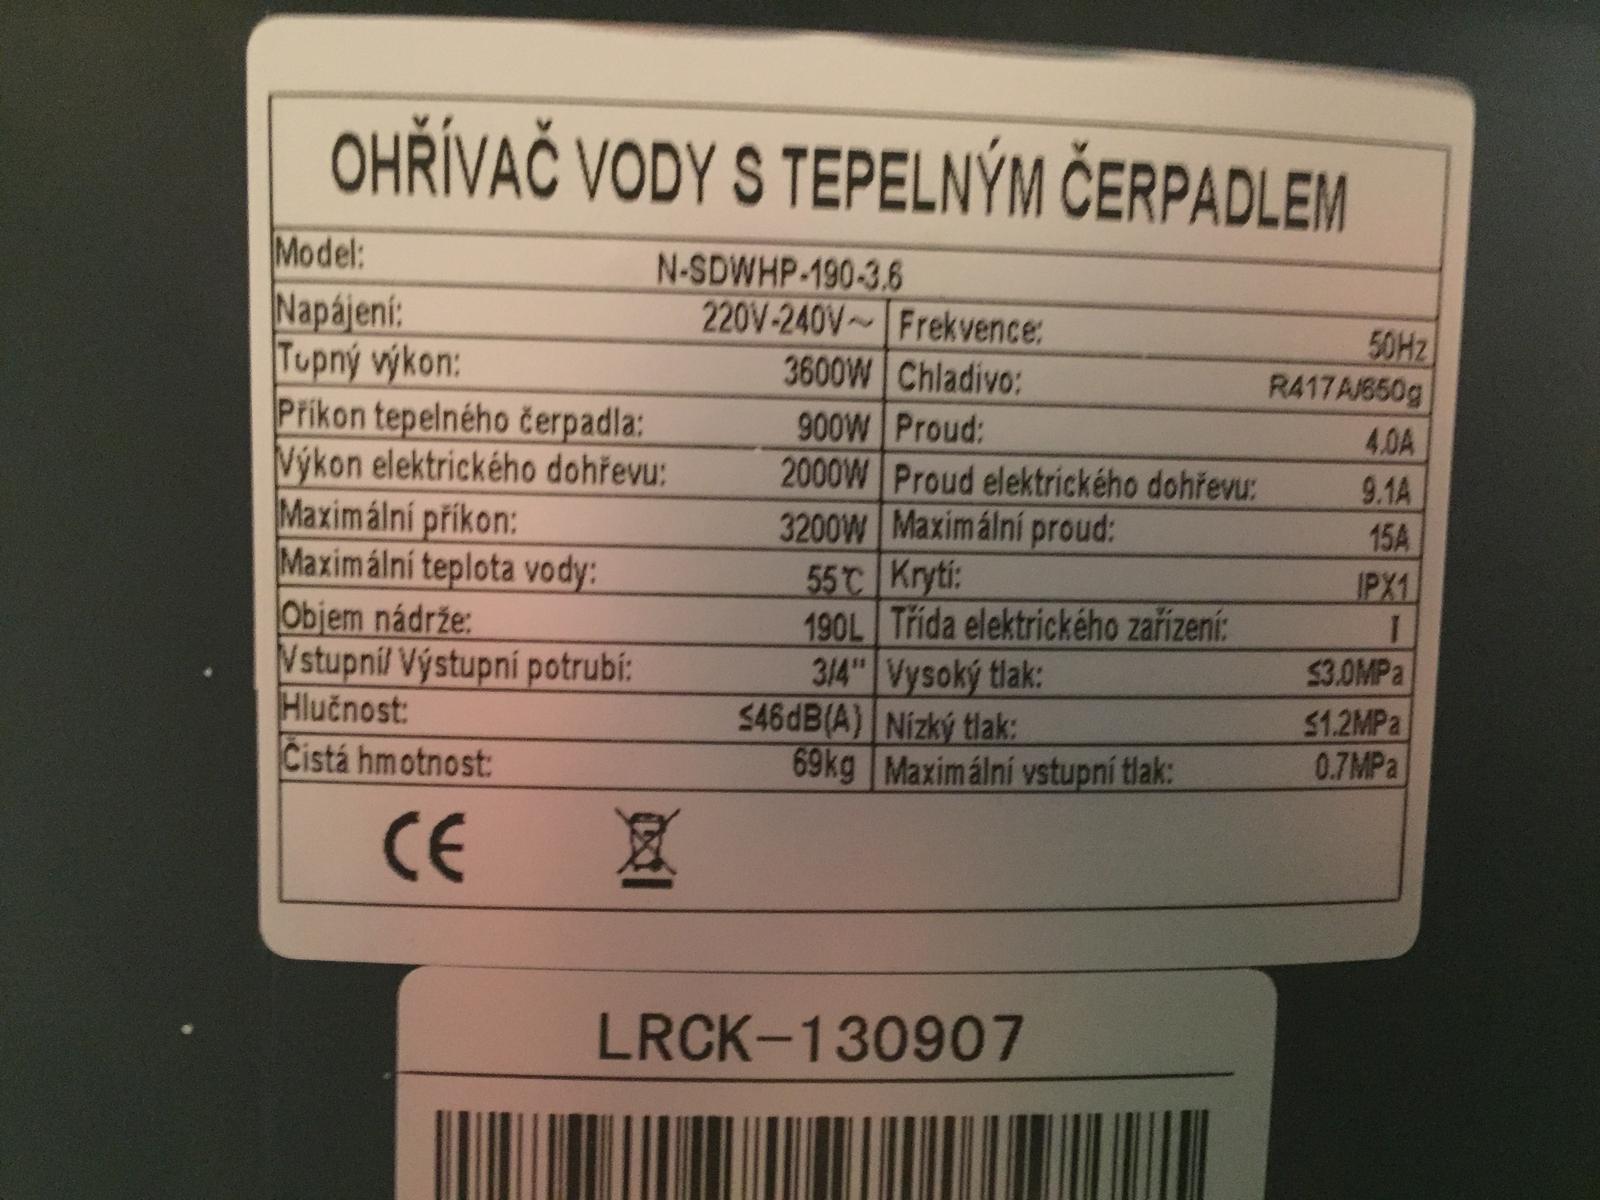 OHŘÍVAČ VODY S TEPELNÝM ČERPADLEM
Model: N-SDWHP-190-3.6
Napájení: 220V-240V~ Frekvence: 50Hz
Topný výkon: 3600W Chladivo: R417A/650g
Příkon tepelného čerpadla: 900W Proud: 4.0A
Výkon elektrického dohřevu: 2000W Proud elektrického dohřevu: 9.1A
Maximální příkon: 3200W Maximální proud: 15A
Maximální teplota vody: 55℃ Krytí: IPX1
Objem nádrže: 190L Třída elektrického zařízení: I
Vstupní/ Výstupní potrubí: 3/4" Vysoký tlak: ≤3.0MPa
Hlučnost: ≤46dB(A) Nízký tlak: ≤1.2MPa
Čistá hmotnost: 69kg Maximální vstupní tlak: 0.7MPa
CE
LRCK-130907